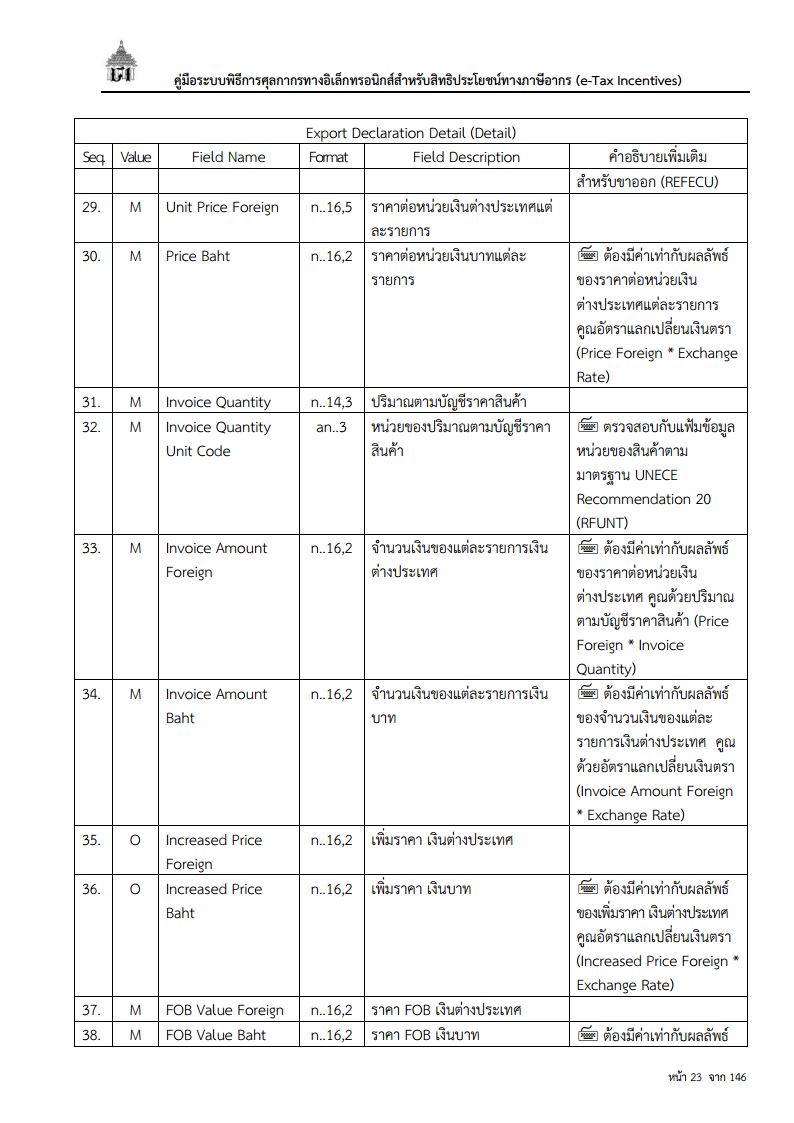 คู่มือระบบพิธีการศุลกากรทางอิเล็กทรอนิกส์สำหรับสิทธิประโยชน์ทางภาษีอากร (e-Tax Incentives)
Export Declaration Detail (Detail)
Seq. Value Field Name Format Field Description คำอธิบายเพิ่มเติม
สำหรับขาออก (REFECU)
29. M Unit Price Foreign n..16,5 ราคาต่อหน่วยเงินต่างประเทศแต่
ละรายการ
30. M Price Baht n..16,2 ราคาต่อหน่วยเงินบาทแต่ละ ต้องมีค่าเท่ากับผลลัพธ์
รายการ ของราคาต่อหน่วยเงิน
ต่างประเทศแต่ละรายการ
คูณอัตราแลกเปลี่ยนเงินตรา
(Price Foreign * Exchange
Rate)
31. M Invoice Quantity n..14,3 ปริมาณตามบัญชีราคาสินค้า
32. M Invoice Quantity an..3 หน่วยของปริมาณตามบัญชีราคา ตรวจสอบกับแฟ้มข้อมูล
Unit Code สินค้า หน่วยของสินค้าตาม
มาตรฐาน UNECE
Recommendation 20
(RFUNT)
33. M Invoice Amount n..16,2 จำนวนเงินของแต่ละรายการเงิน ต้องมีค่าเท่ากับผลลัพธ์
Foreign ต่างประเทศ ของราคาต่อหน่วยเงิน
ต่างประเทศ คูณด้วยปริมาณ
ตามบัญชีราคาสินค้า (Price
Foreign * Invoice
Quantity)
34. M Invoice Amount n..16,2 จำนวนเงินของแต่ละรายการเงิน ต้องมีค่าเท่ากับผลลัพธ์
Baht บาท ของจำนวนเงินของแต่ละ
รายการเงินต่างประเทศ คูณ
ด้วยอัตราแลกเปลี่ยนเงินตรา
(Invoice Amount Foreign
* Exchange Rate)
35. O Increased Price n..16,2 เพิ่มราคา เงินต่างประเทศ
Foreign
36. O Increased Price n..16,2 เพิ่มราคา เงินบาท ต้องมีค่าเท่ากับผลลัพธ์
Baht ของเพิ่มราคา เงินต่างประเทศ
คูณอัตราแลกเปลี่ยนเงินตรา
(Increased Price Foreign *
Exchange Rate)
37. M FOB Value Foreign n..16,2 ราคา FOB เงินต่างประเทศ
38. M FOB Value Baht n..16,2 ราคา FOB เงินบาท ต้องมีค่าเท่ากับผลลัพธ์
หน้า 23 จาก 146